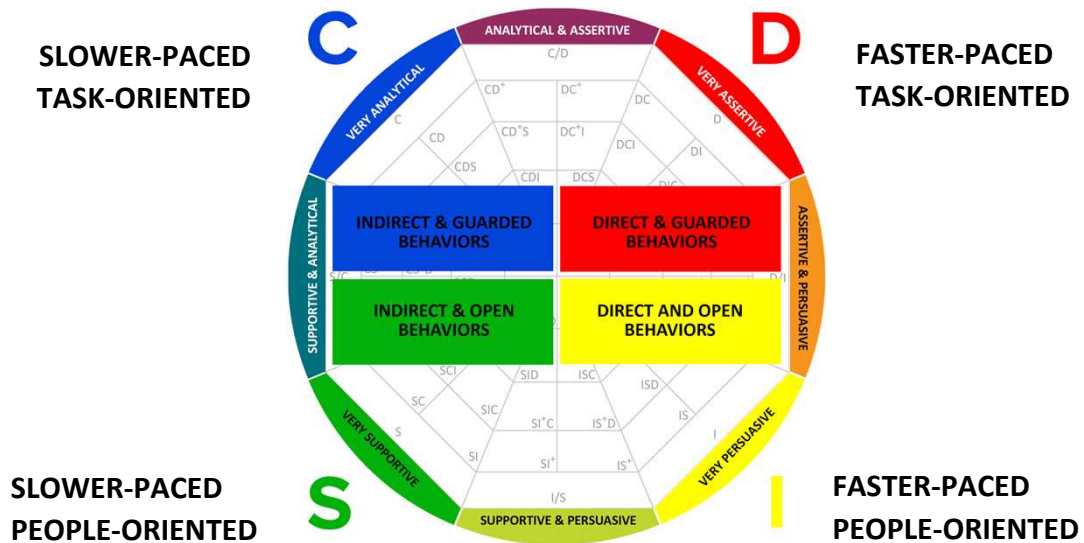 C
D
SLOWER-PACED
TASK-ORIENTED
FASTER-PACED
TASK-ORIENTED
ANALYTICAL & ASSERTIVE
VERY ANALYTICAL
VERY ASSERTIVE
C/D
CD⁺
DC⁺
DC
C
D
CD
CD⁺S
DC⁺I
DCI
DI
CDS
CDI
DCS
SUPPORTIVE & ANALYTICAL
ASSERTIVE & PERSUASIVE
INDIRECT & GUARDED
BEHAVIORS
DIRECT & GUARDED
BEHAVIORS
INDIRECT & OPEN
BEHAVIORS
DIRECT AND OPEN
BEHAVIORS
SCI
SID
ISC
ISD
SC
SIC
SI⁺C
IS⁺D
IS
S
I
SI
SI⁺
IS⁺
I/S
VERY SUPPORTIVE
VERY PERSUASIVE
SUPPORTIVE & PERSUASIVE
S
I
SLOWER-PACED
PEOPLE-ORIENTED
FASTER-PACED
PEOPLE-ORIENTED